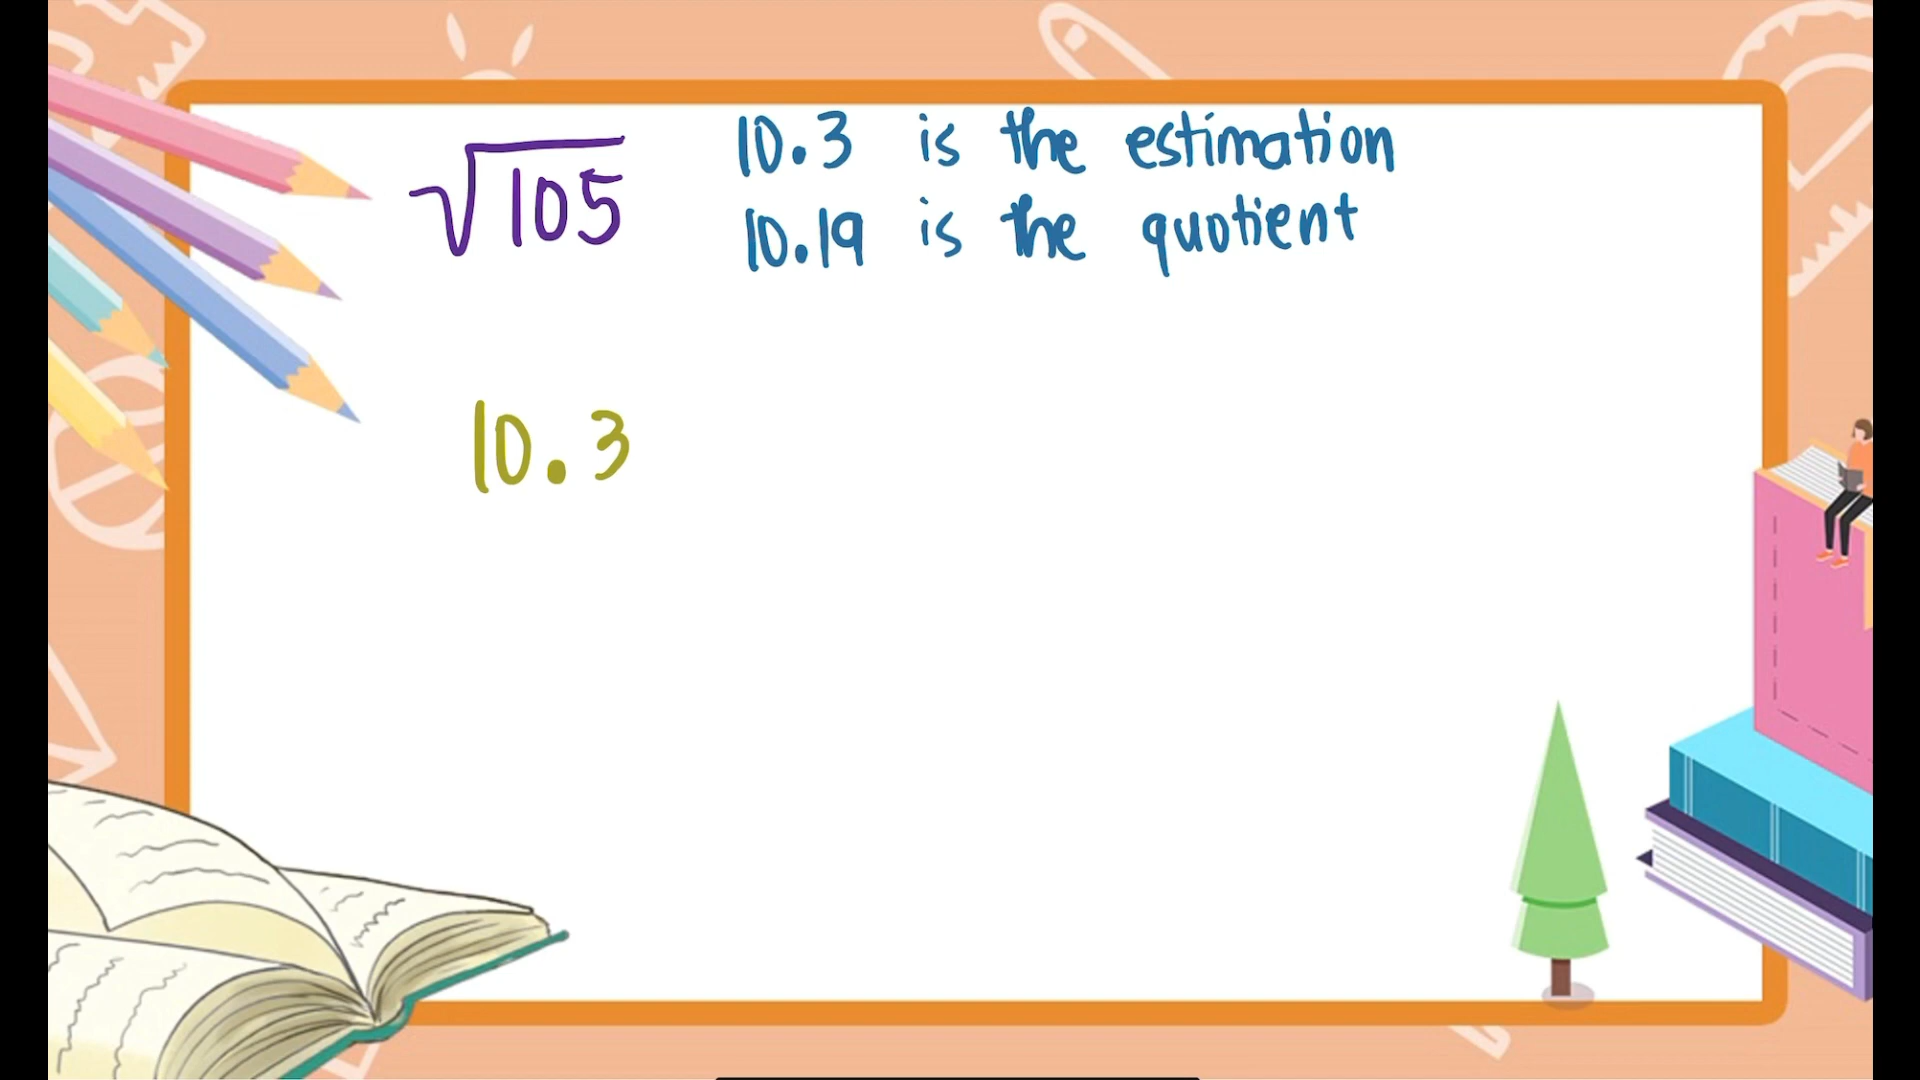 √105
10.3 is the estimation
10.19 is the quotient
10.3